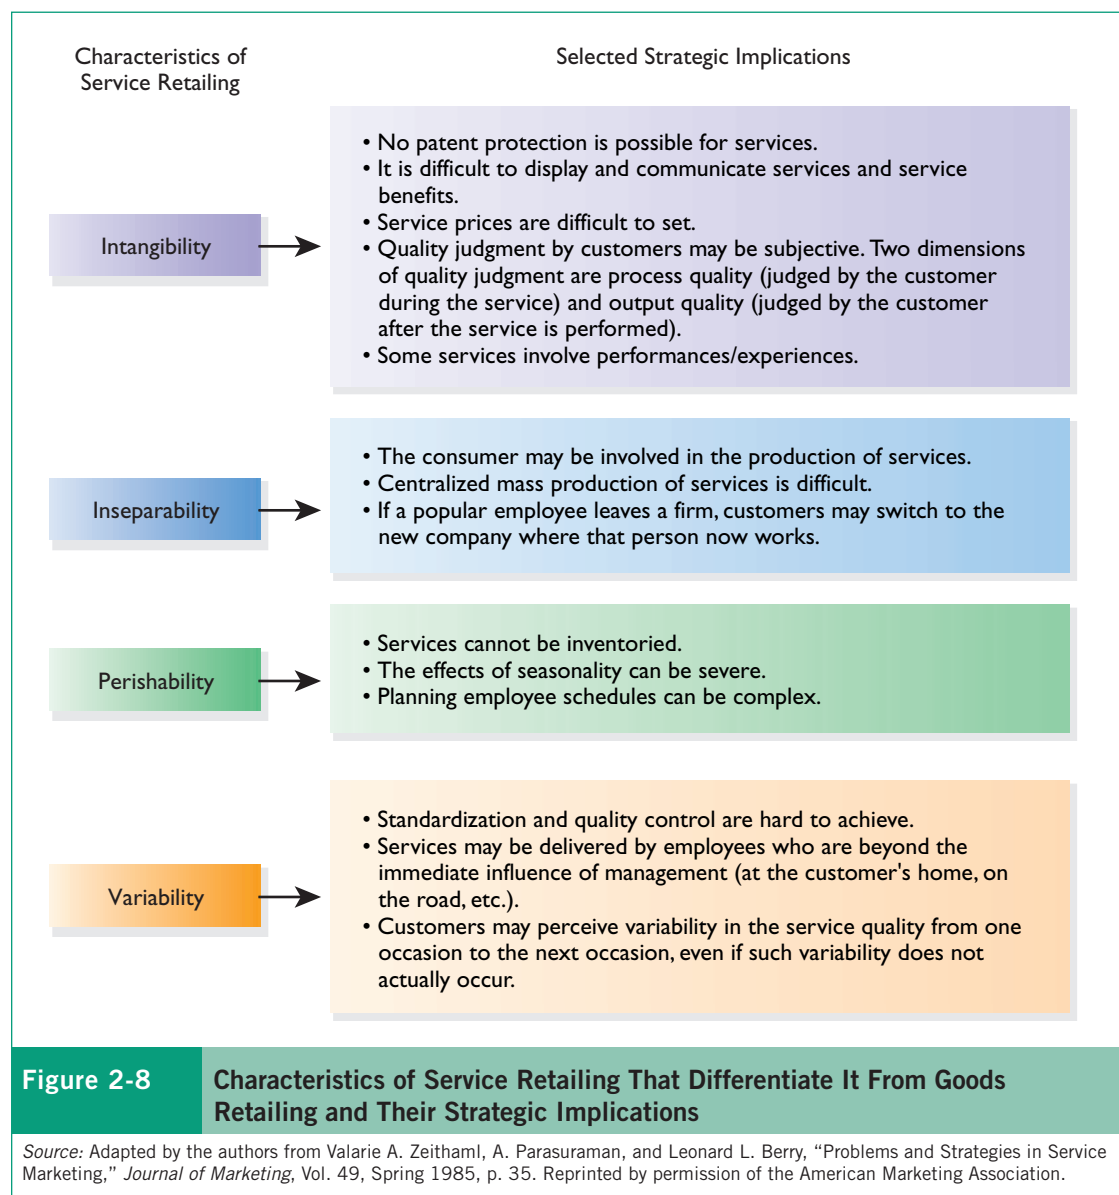 Characteristics of
Service Retailing
Selected Strategic Implications
Intangibility
• No patent protection is possible for services.
• It is difficult to display and communicate services and service
benefits.
• Service prices are difficult to set.
• Quality judgment by customers may be subjective. Two dimensions
of quality judgment are process quality (judged by the customer
during the service) and output quality (judged by the customer
after the service is performed).
• Some services involve performances/experiences.
Inseparability
• The consumer may be involved in the production of services.
• Centralized mass production of services is difficult.
• If a popular employee leaves a firm, customers may switch to the
new company where that person now works.
Perishability
• Services cannot be inventoried.
• The effects of seasonality can be severe.
• Planning employee schedules can be complex.
Variability
• Standardization and quality control are hard to achieve.
• Services may be delivered by employees who are beyond the
immediate influence of management (at the customer's home, on
the road, etc.).
• Customers may perceive variability in the service quality from one
occasion to the next occasion, even if such variability does not
actually occur.
Figure 2-8
Characteristics of Service Retailing That Differentiate It From Goods
Retailing and Their Strategic Implications
Source: Adapted by the authors from Valarie A. Zeithaml, A. Parasuraman, and Leonard L. Berry, “Problems and Strategies in Service
Marketing,” Journal of Marketing, Vol. 49, Spring 1985, p. 35. Reprinted by permission of the American Marketing Association.